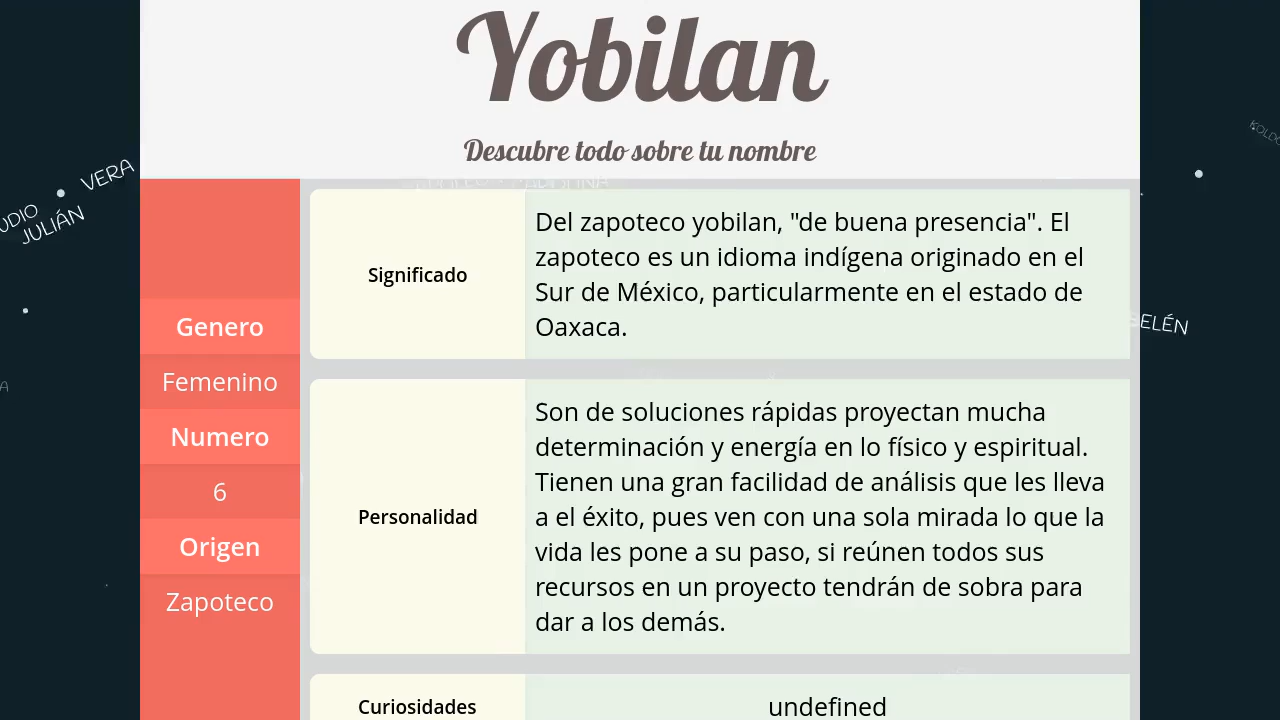 Yobilan
Descubre todo sobre tu nombre
VERA
JULIÁN
Genero
Femenino
Numero
6
Origen
Zapoteco
Significado
Del zapoteco yobilan, "de buena presencia". El
zapoteco es un idioma indígena originado en el
Sur de México, particularmente en el estado de
Oaxaca.
Personalidad
Son de soluciones rápidas proyectan mucha
determinación y energía en lo físico y espiritual.
Tienen una gran facilidad de análisis que les lleva
a el éxito, pues ven con una sola mirada lo que la
vida les pone a su paso, si reúnen todos sus
recursos en un proyecto tendrán de sobra para
dar a los demás.
Curiosidades
undefined